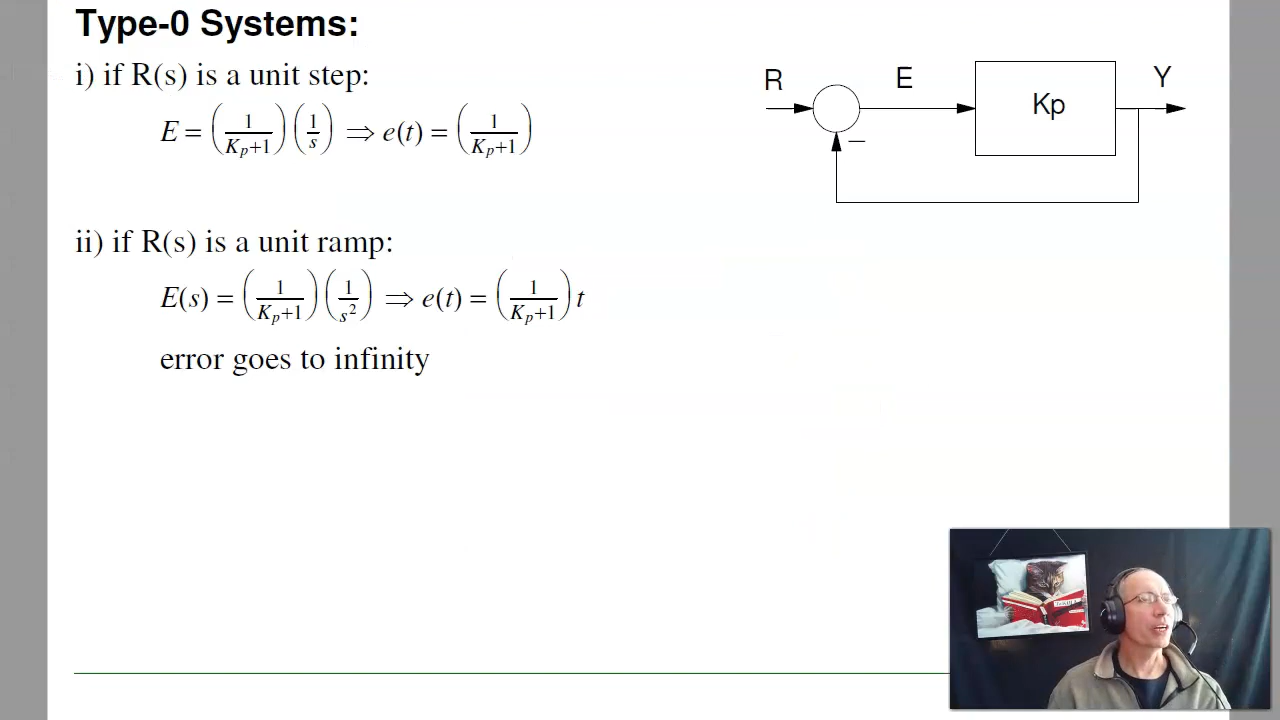 Type-0 Systems:
i) if R(s) is a unit step:
E = (1/(Kₚ+1)) (1/s) ⟹ e(t) = (1/(Kₚ+1))
R
E
Kp
Y
−
ii) if R(s) is a unit ramp:
E(s) = (1/(Kₚ+1)) (1/s²) ⟹ e(t) = (1/(Kₚ+1)) t
error goes to infinity